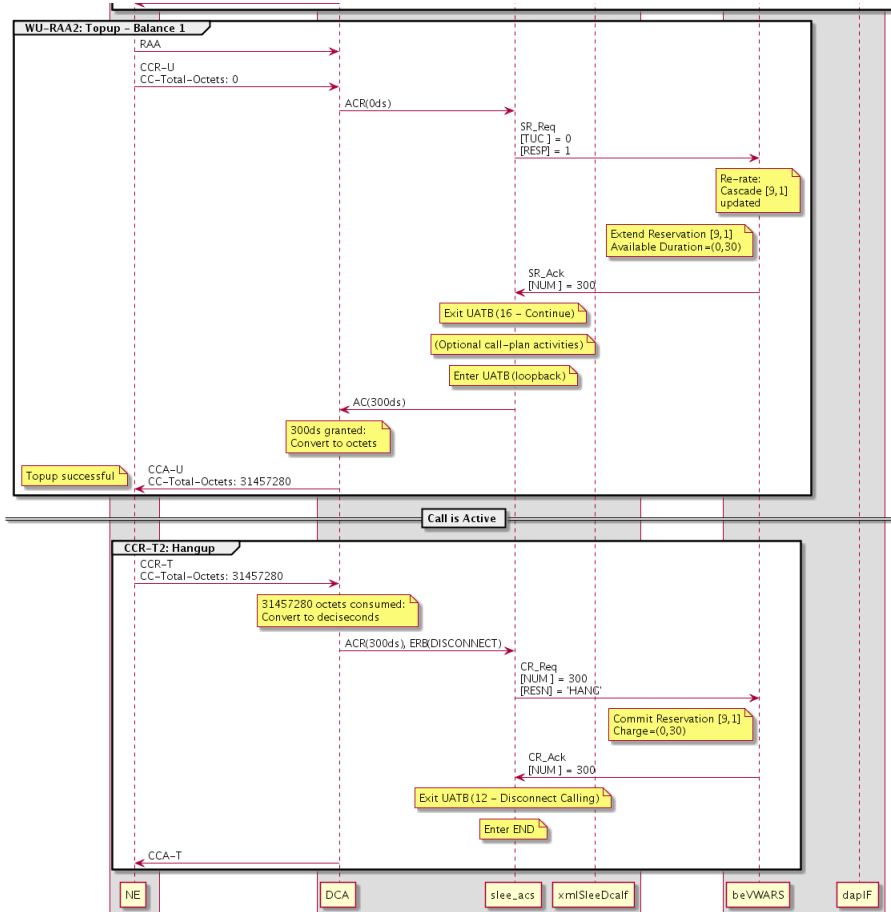 WU-RAA2: Topup - Balance 1
RAA
CCR-U
CC-Total-Octets: 0
ACR(0ds)
SR_Req
[TUC ] = 0
[RESP] = 1
Re-rate:
Cascade [9,1]
updated
Extend Reservation [9,1]
Available Duration=(0,30)
SR_Ack
[NUM ] = 300
Exit UATB (16 - Continue)
(Optional call-plan activities)
Enter UATB (loopback)
AC(300ds)
300ds granted:
Convert to octets
CCA-U
CC-Total-Octets: 31457280
Topup successful
Call is Active
CCR-T2: Hangup
CCR-T
CC-Total-Octets: 31457280
31457280 octets consumed:
Convert to deciseconds
ACR(300ds), ERB(DISCONNECT)
CR_Req
[NUM ] = 300
[RESN] = 'HANG'
Commit Reservation [9,1]
Charge=(0,30)
CR_Ack
[NUM ] = 300
Exit UATB (12 - Disconnect Calling)
Enter END
CCA-T
NE DCA slee_acs xmlSleeDcaIf beVWARS dapIF